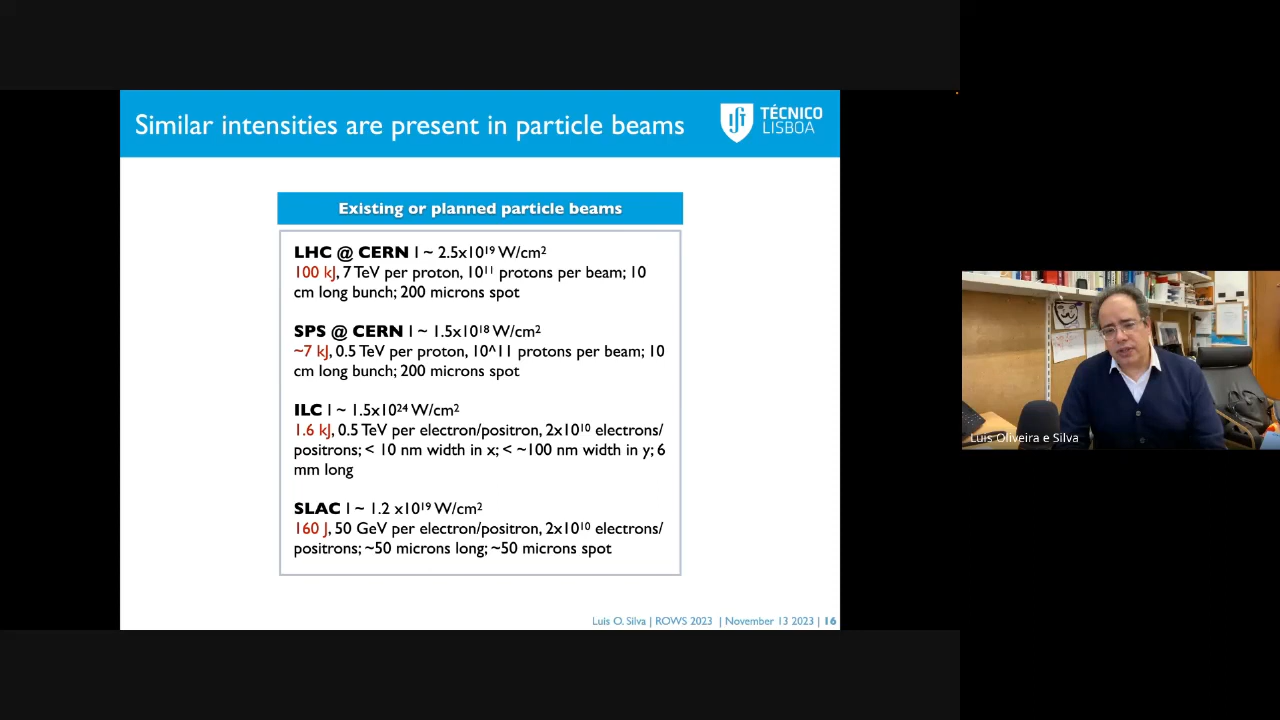 Similar intensities are present in particle beams
TÉCNICO
LISBOA
Existing or planned particle beams
LHC @ CERN I ~ 2.5x10¹⁹ W/cm²
100 kJ, 7 TeV per proton, 10¹¹ protons per beam; 10
cm long bunch; 200 microns spot
SPS @ CERN I ~ 1.5x10¹⁸ W/cm²
~7 kJ, 0.5 TeV per proton, 10^11 protons per beam; 10
cm long bunch; 200 microns spot
ILC I ~ 1.5x10²⁴ W/cm²
1.6 kJ, 0.5 TeV per electron/positron, 2x10¹⁰ electrons/
positrons; < 10 nm width in x; < ~100 nm width in y; 6
mm long
SLAC I ~ 1.2 x10¹⁹ W/cm²
160 J, 50 GeV per electron/positron, 2x10¹⁰ electrons/
positrons; ~50 microns long; ~50 microns spot
Luis O. Silva | ROWS 2023 | November 13 2023 | 16
Luis Oliveira e Silva